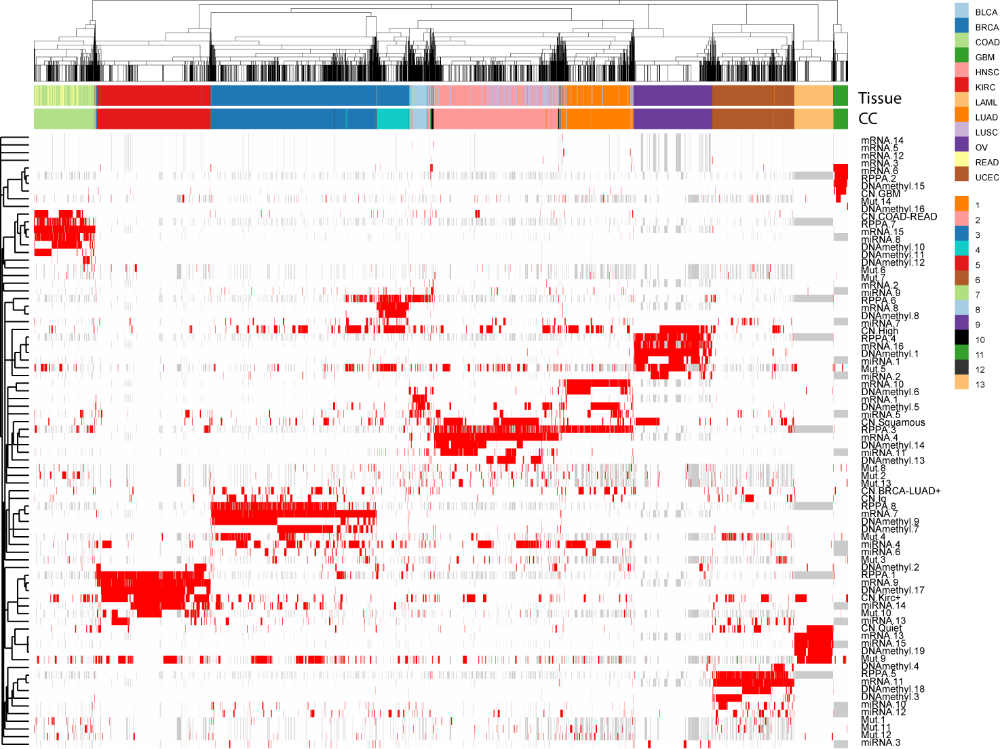 Tissue
CC
mRNA.14
mRNA.5
mRNA.12
mRNA.3
mRNA.6
RPPA.2
DNAmethyl.15
CN.GBM
Mut.14
DNAmethyl.16
CN.COAD-READ
RPPA.7
mRNA.15
miRNA.8
DNAmethyl.10
DNAmethyl.11
DNAmethyl.12
Mut.6
Mut.7
mRNA.2
miRNA.9
RPPA.6
mRNA.8
DNAmethyl.8
miRNA.7
CN.High
RPPA.4
mRNA.16
DNAmethyl.1
miRNA.1
Mut.5
miRNA.2
mRNA.10
DNAmethyl.6
mRNA.1
DNAmethyl.5
miRNA.5
CN.Squamous
RPPA.3
mRNA.4
DNAmethyl.14
miRNA.11
DNAmethyl.13
Mut.8
Mut.2
Mut.13
CN.BRCA-LUAD+
CN.Iq
RPPA.8
mRNA.7
DNAmethyl.9
DNAmethyl.7
Mut.4
miRNA.4
miRNA.6
Mut.3
DNAmethyl.2
RPPA.1
mRNA.9
DNAmethyl.17
CN.Kirc+
miRNA.14
Mut.10
miRNA.13
CN.Quiet
mRNA.13
miRNA.15
DNAmethyl.19
Mut.9
DNAmethyl.4
RPPA.5
mRNA.11
DNAmethyl.18
DNAmethyl.3
miRNA.10
miRNA.12
Mut.1
Mut.11
Mut.12
miRNA.3
BLCA
BRCA
COAD
GBM
HNSC
KIRC
LAML
LUAD
LUSC
OV
READ
UCEC
1
2
3
4
5
6
7
8
9
10
11
12
13